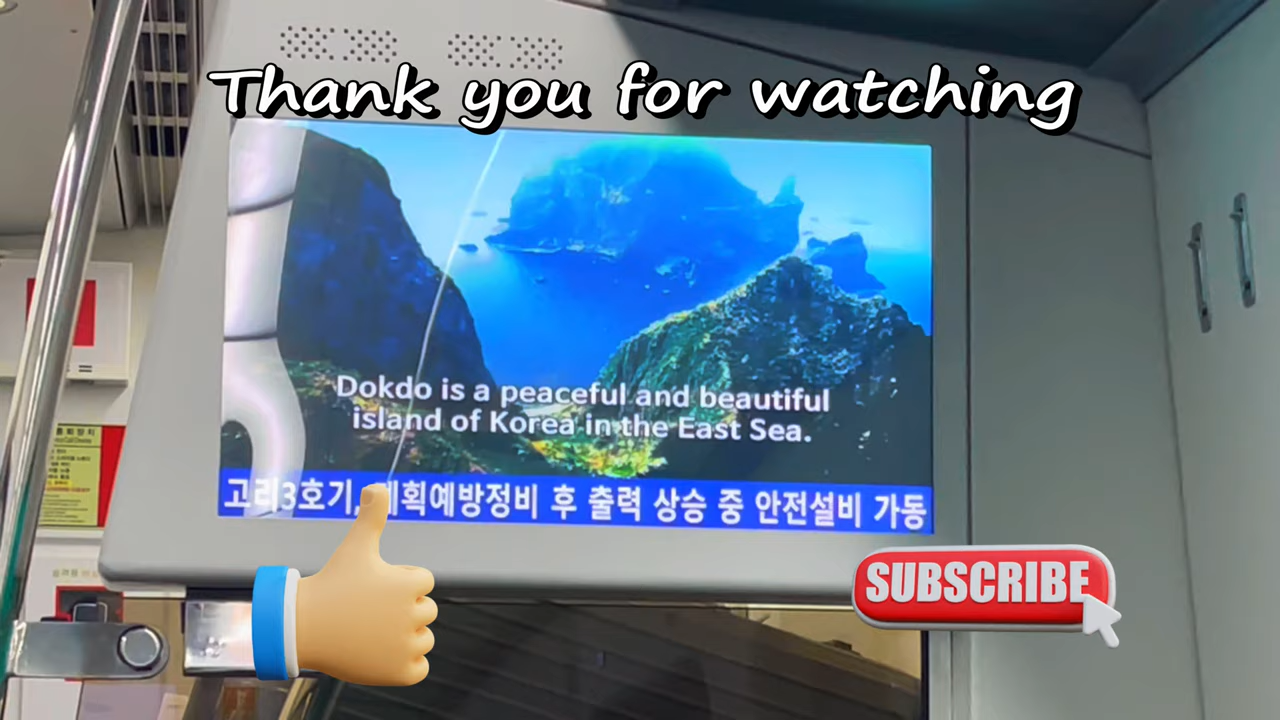 Thank you for watching
Dokdo is a peaceful and beautiful
island of Korea in the East Sea.
고리3호기, 계획예방정비 후 출력 상승 중 안전설비 가동
SUBSCRIBE